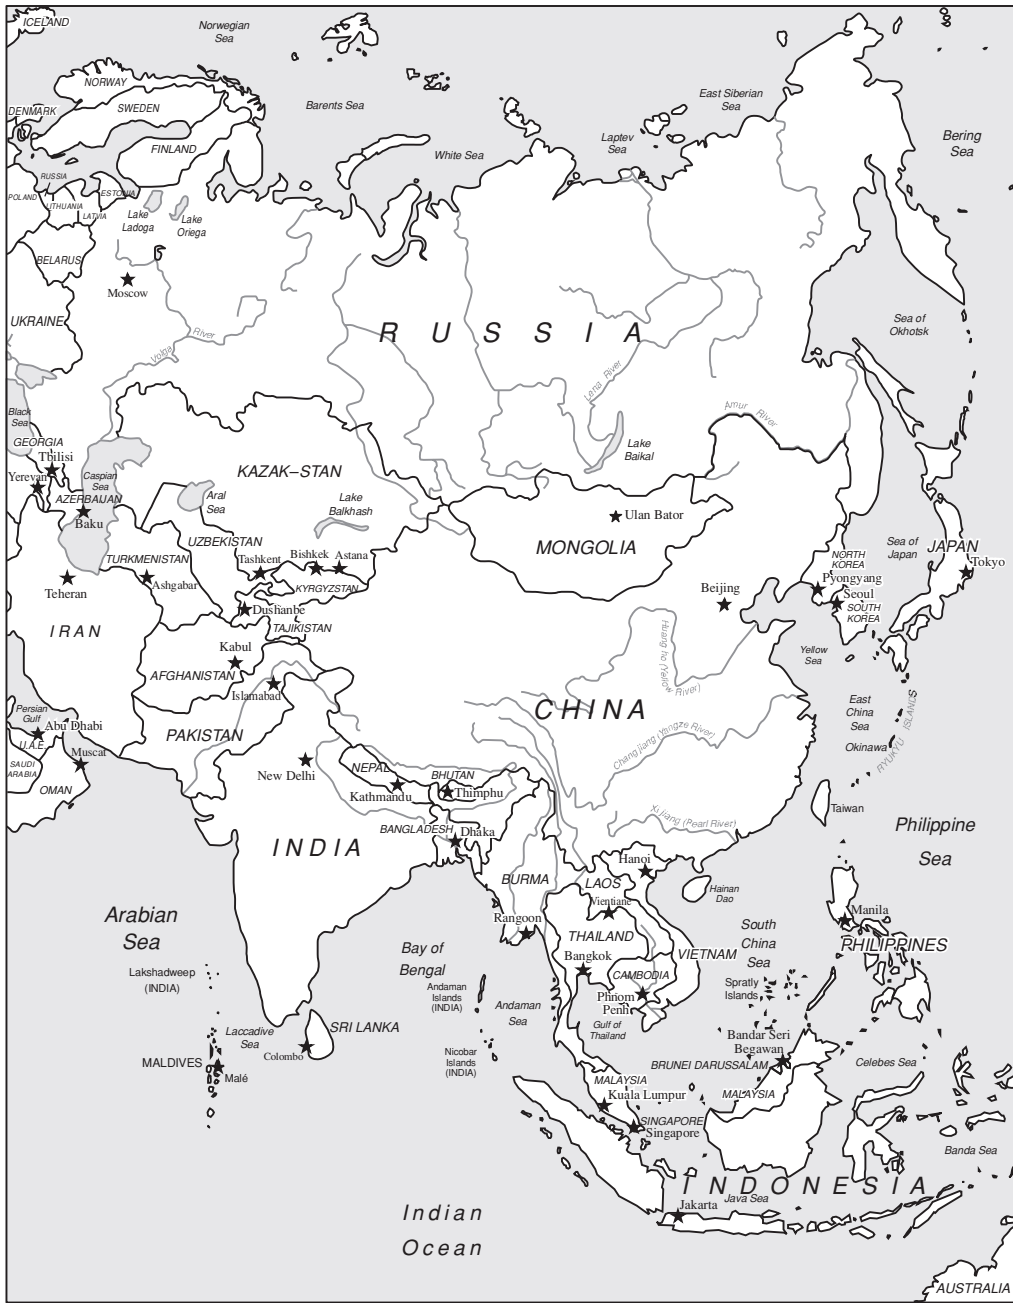 ICELAND
Norwegian
Sea
NORWAY
SWEDEN
DENMARK
FINLAND
Barents Sea
East Siberian
Sea
Laptev
Sea
White Sea
Bering
Sea
RUSSIA
POLAND
LITHUANIA
LATVIA
ESTONIA
Lake
Ladoga
Lake
Oriega
BELARUS
Moscow
UKRAINE
Volga
River
RUSSIA
Sea of
Okhotsk
Lena River
Amur River
Lake
Baikal
Black
Sea
GEORGIA
Tbilisi
Yerevan
Caspian
Sea
AZERBAIJAN
Baku
KAZAK–STAN
Aral
Sea
Lake
Balkhash
Ulan Bator
MONGOLIA
UZBEKISTAN
TURKMENISTAN
Tashkent
Bishkek
Astana
KYRGYZSTAN
Ashgabar
Teheran
Dushanbe
TAJIKISTAN
IRAN
Kabul
AFGHANISTAN
Islamabad
Beijing
NORTH
KOREA
Pyongyang
Seoul
SOUTH
KOREA
Sea of
Japan
JAPAN
Tokyo
Yellow
Sea
Huang ho (Yellow River)
CHINA
Chang jiang (Yangze River)
Xi Jiang (Pearl River)
East
China
Sea
Okinawa
RYUKYU ISLANDS
Taiwan
Persian
Gulf
Abu Dhabi
U.A.E.
SAUDI
ARABIA
Muscat
OMAN
PAKISTAN
New Delhi
NEPAL
Kathmandu
BHUTAN
Thimphu
BANGLADESH
Dhaka
INDIA
BURMA
Rangoon
LAOS
Hanoi
Vientiane
THAILAND
Bangkok
VIETNAM
CAMBODIA
Phnom
Penh
Gulf of
Thailand
Hainan
Dao
Philippine
Sea
South
China
Sea
Spratly
Islands
Manila
PHILIPPINES
Arabian
Sea
Lakshadweep
(INDIA)
Bay of
Bengal
Andaman
Islands
(INDIA)
Andaman
Sea
Nicobar
Islands
(INDIA)
Laccadive
Sea
SRI LANKA
Colombo
MALDIVES
Malé
Bandar Seri
Begawan
BRUNEI DARUSSALAM
MALAYSIA
Celebes Sea
MALAYSIA
Kuala Lumpur
SINGAPORE
Singapore
Banda Sea
INDONESIA
Java Sea
Jakarta
Indian
Ocean
AUSTRALIA